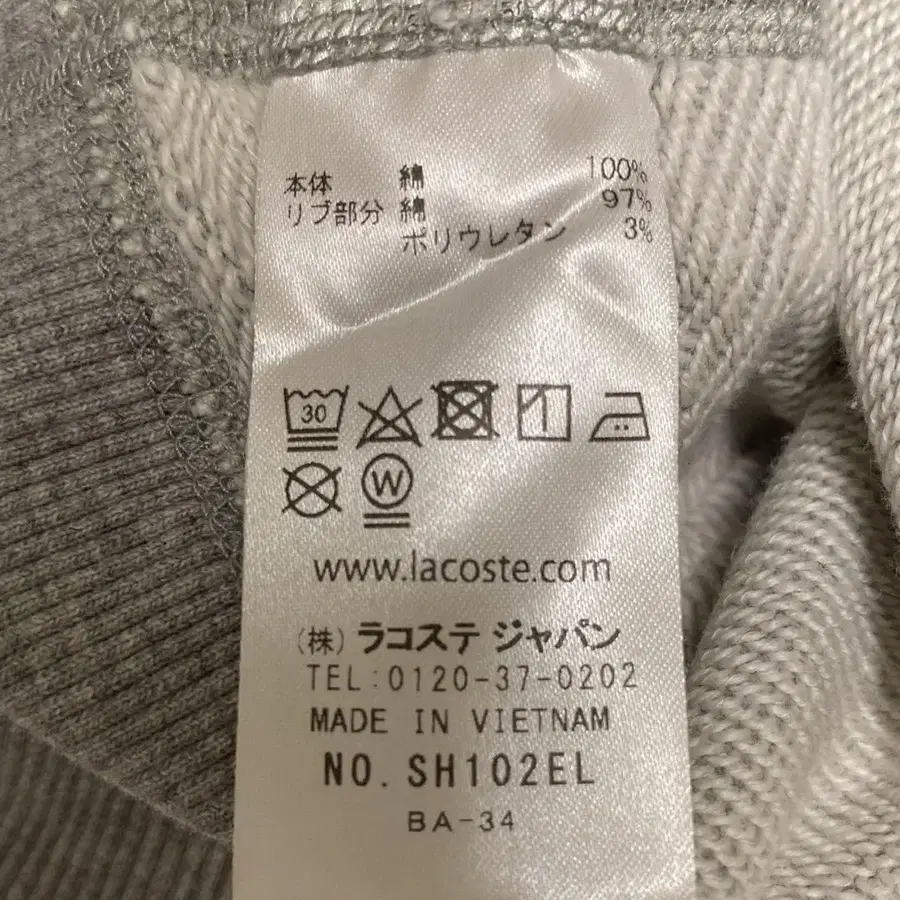 本体 綿 100%
リブ部分 綿 97%
ポリウレタン 3%
30
W
www.lacoste.com
(株) ラコステ ジャパン
TEL:0120-37-0202
MADE IN VIETNAM
NO. SH102EL
BA-34